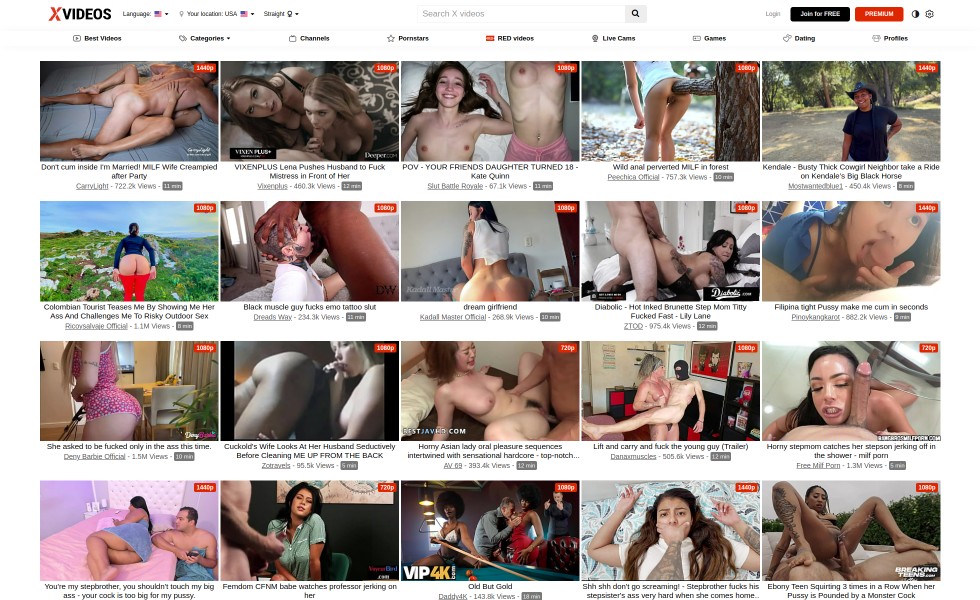 XVIDEOS
Language:
Your location: USA
Straight
Search X videos
Login
Join for FREE
PREMIUM
Best Videos
Categories
Channels
Pornstars
RED videos
Live Cams
Games
Dating
Profiles
1440p
1080p
1080p
1080p
1440p
VIXEN PLUS+
Deeper.com
Don't cum inside I'm Married! MILF Wife Creampied
after Party
CarryLight - 722.2k Views - 11 min
VIXENPLUS Lena Pushes Husband to Fuck
Mistress in Front of Her
Vixenplus - 460.3k Views - 12 min
POV - YOUR FRIENDS DAUGHTER TURNED 18 -
Kate Quinn
Slut Battle Royale - 67.1k Views - 11 min
Wild anal perverted MILF in forest
Peechica Official - 757.3k Views - 10 min
Kendale - Busty Thick Cowgirl Neighbor take a Ride
on Kendale's Big Black Horse
Mostwantedblue1 - 450.4k Views - 8 min
1080p
1080p
1080p
1080p
1440p
DW
Diabolic.com
Colombian Tourist Teases Me By Showing Me Her
Ass And Challenges Me To Risky Outdoor Sex
Ricoysalvaje Official - 1.1M Views - 8 min
Black muscle guy fucks emo tattoo slut
Dreads Way - 234.3k Views - 11 min
dream girlfriend
Kadall Master Official - 268.9k Views - 10 min
Diabolic - Hot Inked Brunette Step Mom Titty
Fucked Fast - Lily Lane
ZTOD - 975.4k Views - 12 min
Filipina tight Pussy make me cum in seconds
Pinoykangkarot - 882.2k Views - 9 min
1080p
1080p
720p
1080p
720p
BESTJAVHD.COM
BANGBROSMILFPORN.COM
She asked to be fucked only in the ass this time.
Deny Barbie Official - 1.5M Views - 10 min
Cuckold's Wife Looks At Her Husband Seductively
Before Cleaning ME UP FROM THE BACK
Zotravels - 95.5k Views - 5 min
Horny Asian lady oral pleasure sequences
intertwined with sensational hardcore - top-notch...
AV 69 - 393.4k Views - 12 min
Lift and carry and fuck the young guy (Trailer)
Danaxmuscles - 505.6k Views - 12 min
Horny stepmom catches her stepson jerking off in
the shower - milf porn
Free Milf Porn - 1.3M Views - 5 min
1440p
720p
1080p
1440p
1080p
VIP4K.com
BREAKING
TEENS.COM
You're my stepbrother, you shouldn't touch my big
ass - your cock is too big for my pussy.
Femdom CFNM babe watches professor jerking on
her
Old But Gold
Daddy4K - 143.8k Views - 18 min
Shh shh don't go screaming! - Stepbrother fucks his
stepsister's ass very hard when she comes home..
Ebony Teen Squirting 3 times in a Row When her
Pussy is Pounded by a Monster Cock